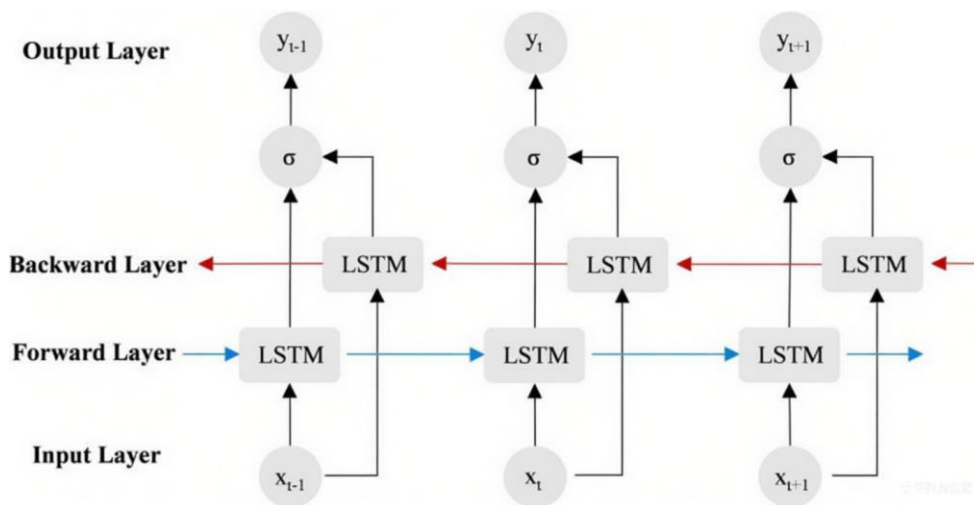 Output Layer y_{t-1} y_t y_{t+1}
σ σ σ
Backward Layer LSTM LSTM LSTM
Forward Layer LSTM LSTM LSTM
Input Layer x_{t-1} x_t x_{t+1}